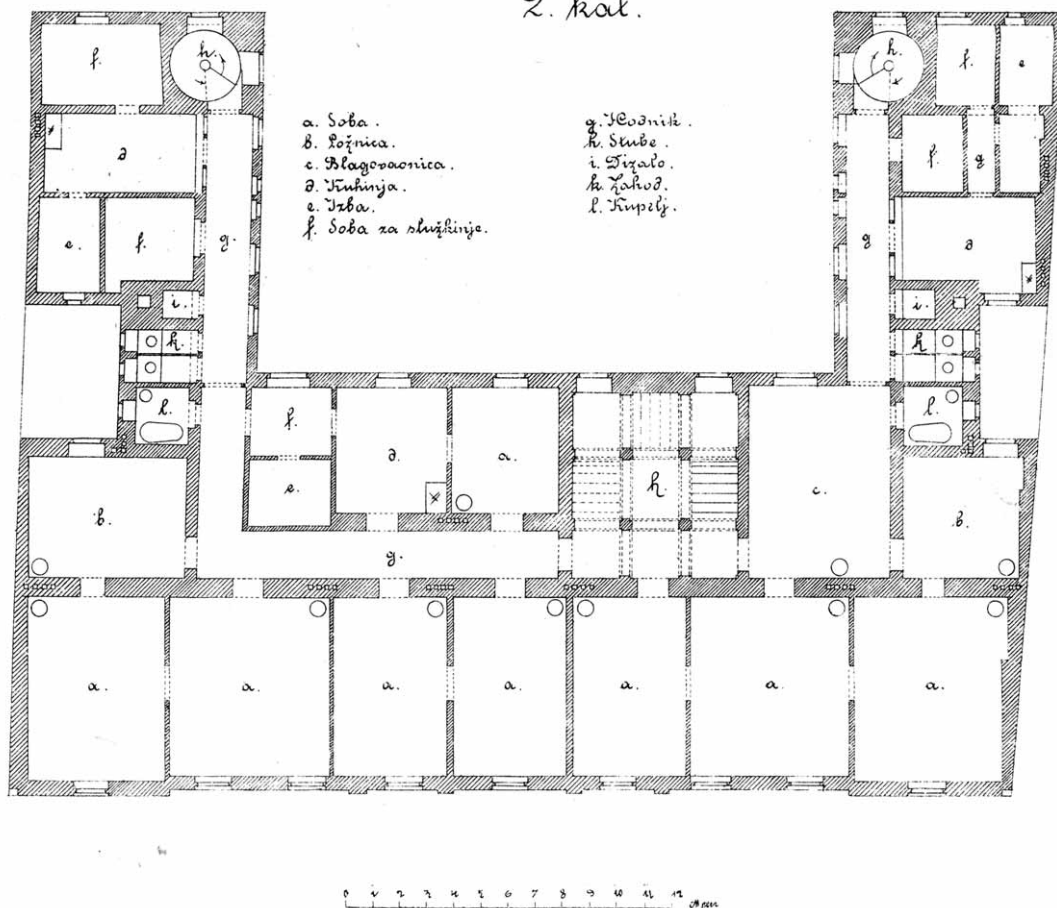 2. kat.
a. Soba.
b. Ložnica.
c. Blagovaonica.
d. Kuhinja.
e. Izba.
f. Soba za služkinje.
g. Hodnik.
h. Stube.
i. Dizalo.
k. Zahod.
l. Kupelj.
f. h. h. f. e
d f. g
e. f. g. g d
i. i.
k. k
l. l.
f. d. a. h. c.
b. e. b.
g.
a. a. a. a. a. a. a.
0 1 2 3 4 5 6 7 8 9 10 11 12